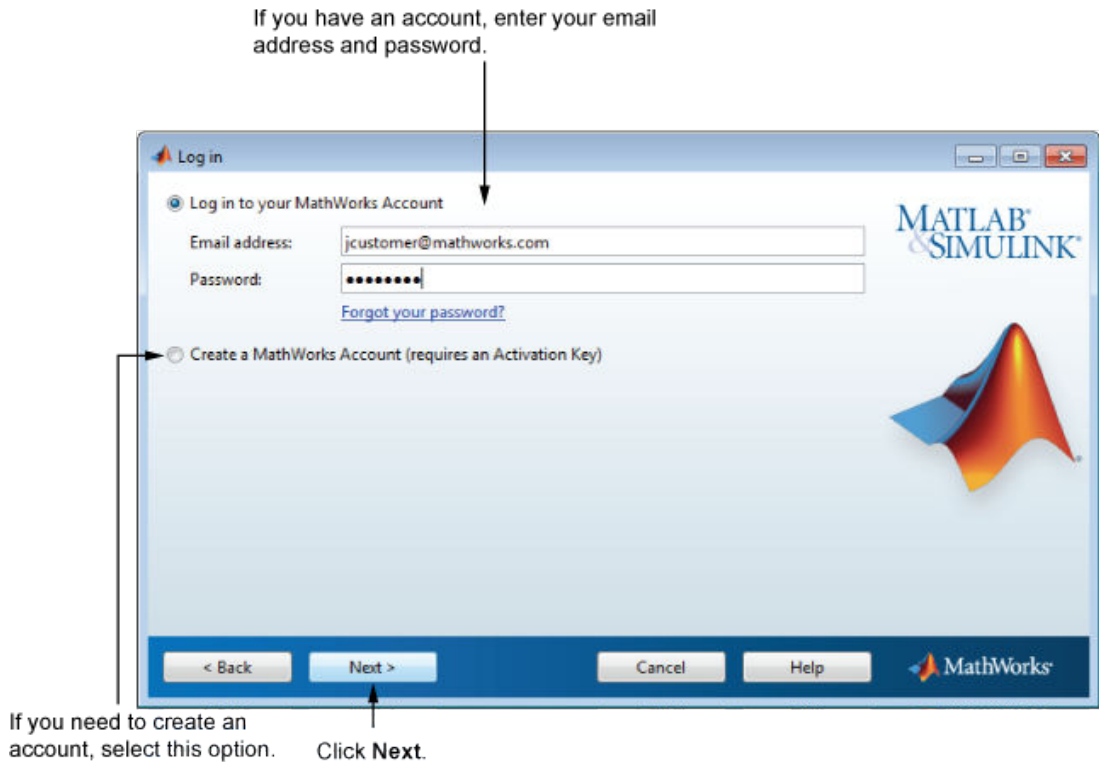 If you have an account, enter your email
address and password.
Log in
Log in to your MathWorks Account
MATLAB®
&SIMULINK®
Email address:
jcustomer@mathworks.com
Password:
••••••••
Forgot your password?
Create a MathWorks Account (requires an Activation Key)
< Back
Next >
Cancel
Help
MathWorks®
If you need to create an
account, select this option.
Click Next.